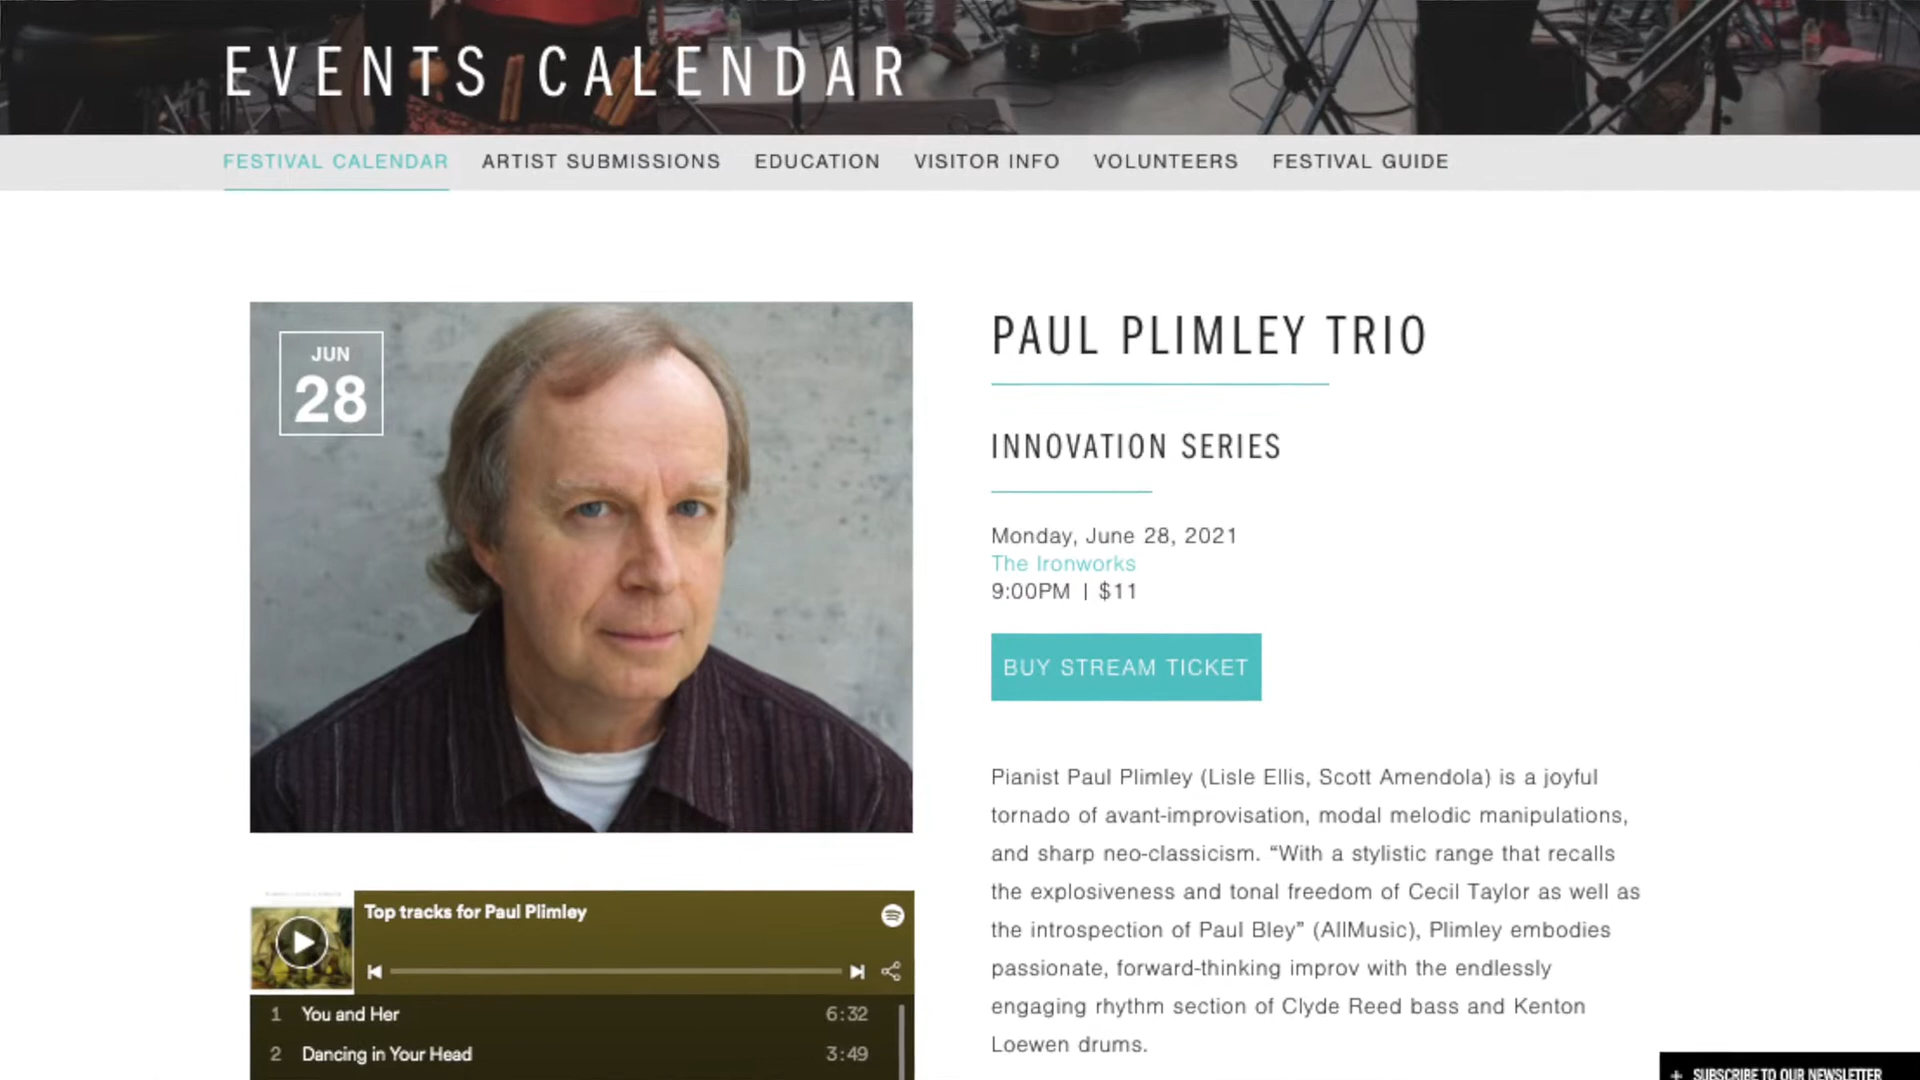 EVENTS CALENDAR
FESTIVAL CALENDAR ARTIST SUBMISSIONS EDUCATION VISITOR INFO VOLUNTEERS FESTIVAL GUIDE
JUN
28
PAUL PLIMLEY TRIO
INNOVATION SERIES
Monday, June 28, 2021
The Ironworks
9:00PM | $11
BUY STREAM TICKET
Pianist Paul Plimley (Lisle Ellis, Scott Amendola) is a joyful
tornado of avant-improvisation, modal melodic manipulations,
and sharp neo-classicism. “With a stylistic range that recalls
the explosiveness and tonal freedom of Cecil Taylor as well as
the introspection of Paul Bley” (AllMusic), Plimley embodies
passionate, forward-thinking improv with the endlessly
engaging rhythm section of Clyde Reed bass and Kenton
Loewen drums.
Top tracks for Paul Plimley
1 You and Her 6:32
2 Dancing in Your Head 3:49
+ SUBSCRIBE TO OUR NEWSLETTER